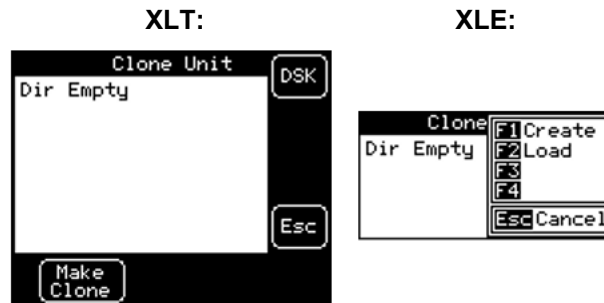 XLT:
Clone Unit
DSK
Dir Empty
Esc
Make
Clone
XLE:
Clone
Dir Empty
F1 Create
F2 Load
F3
F4
Esc Cancel